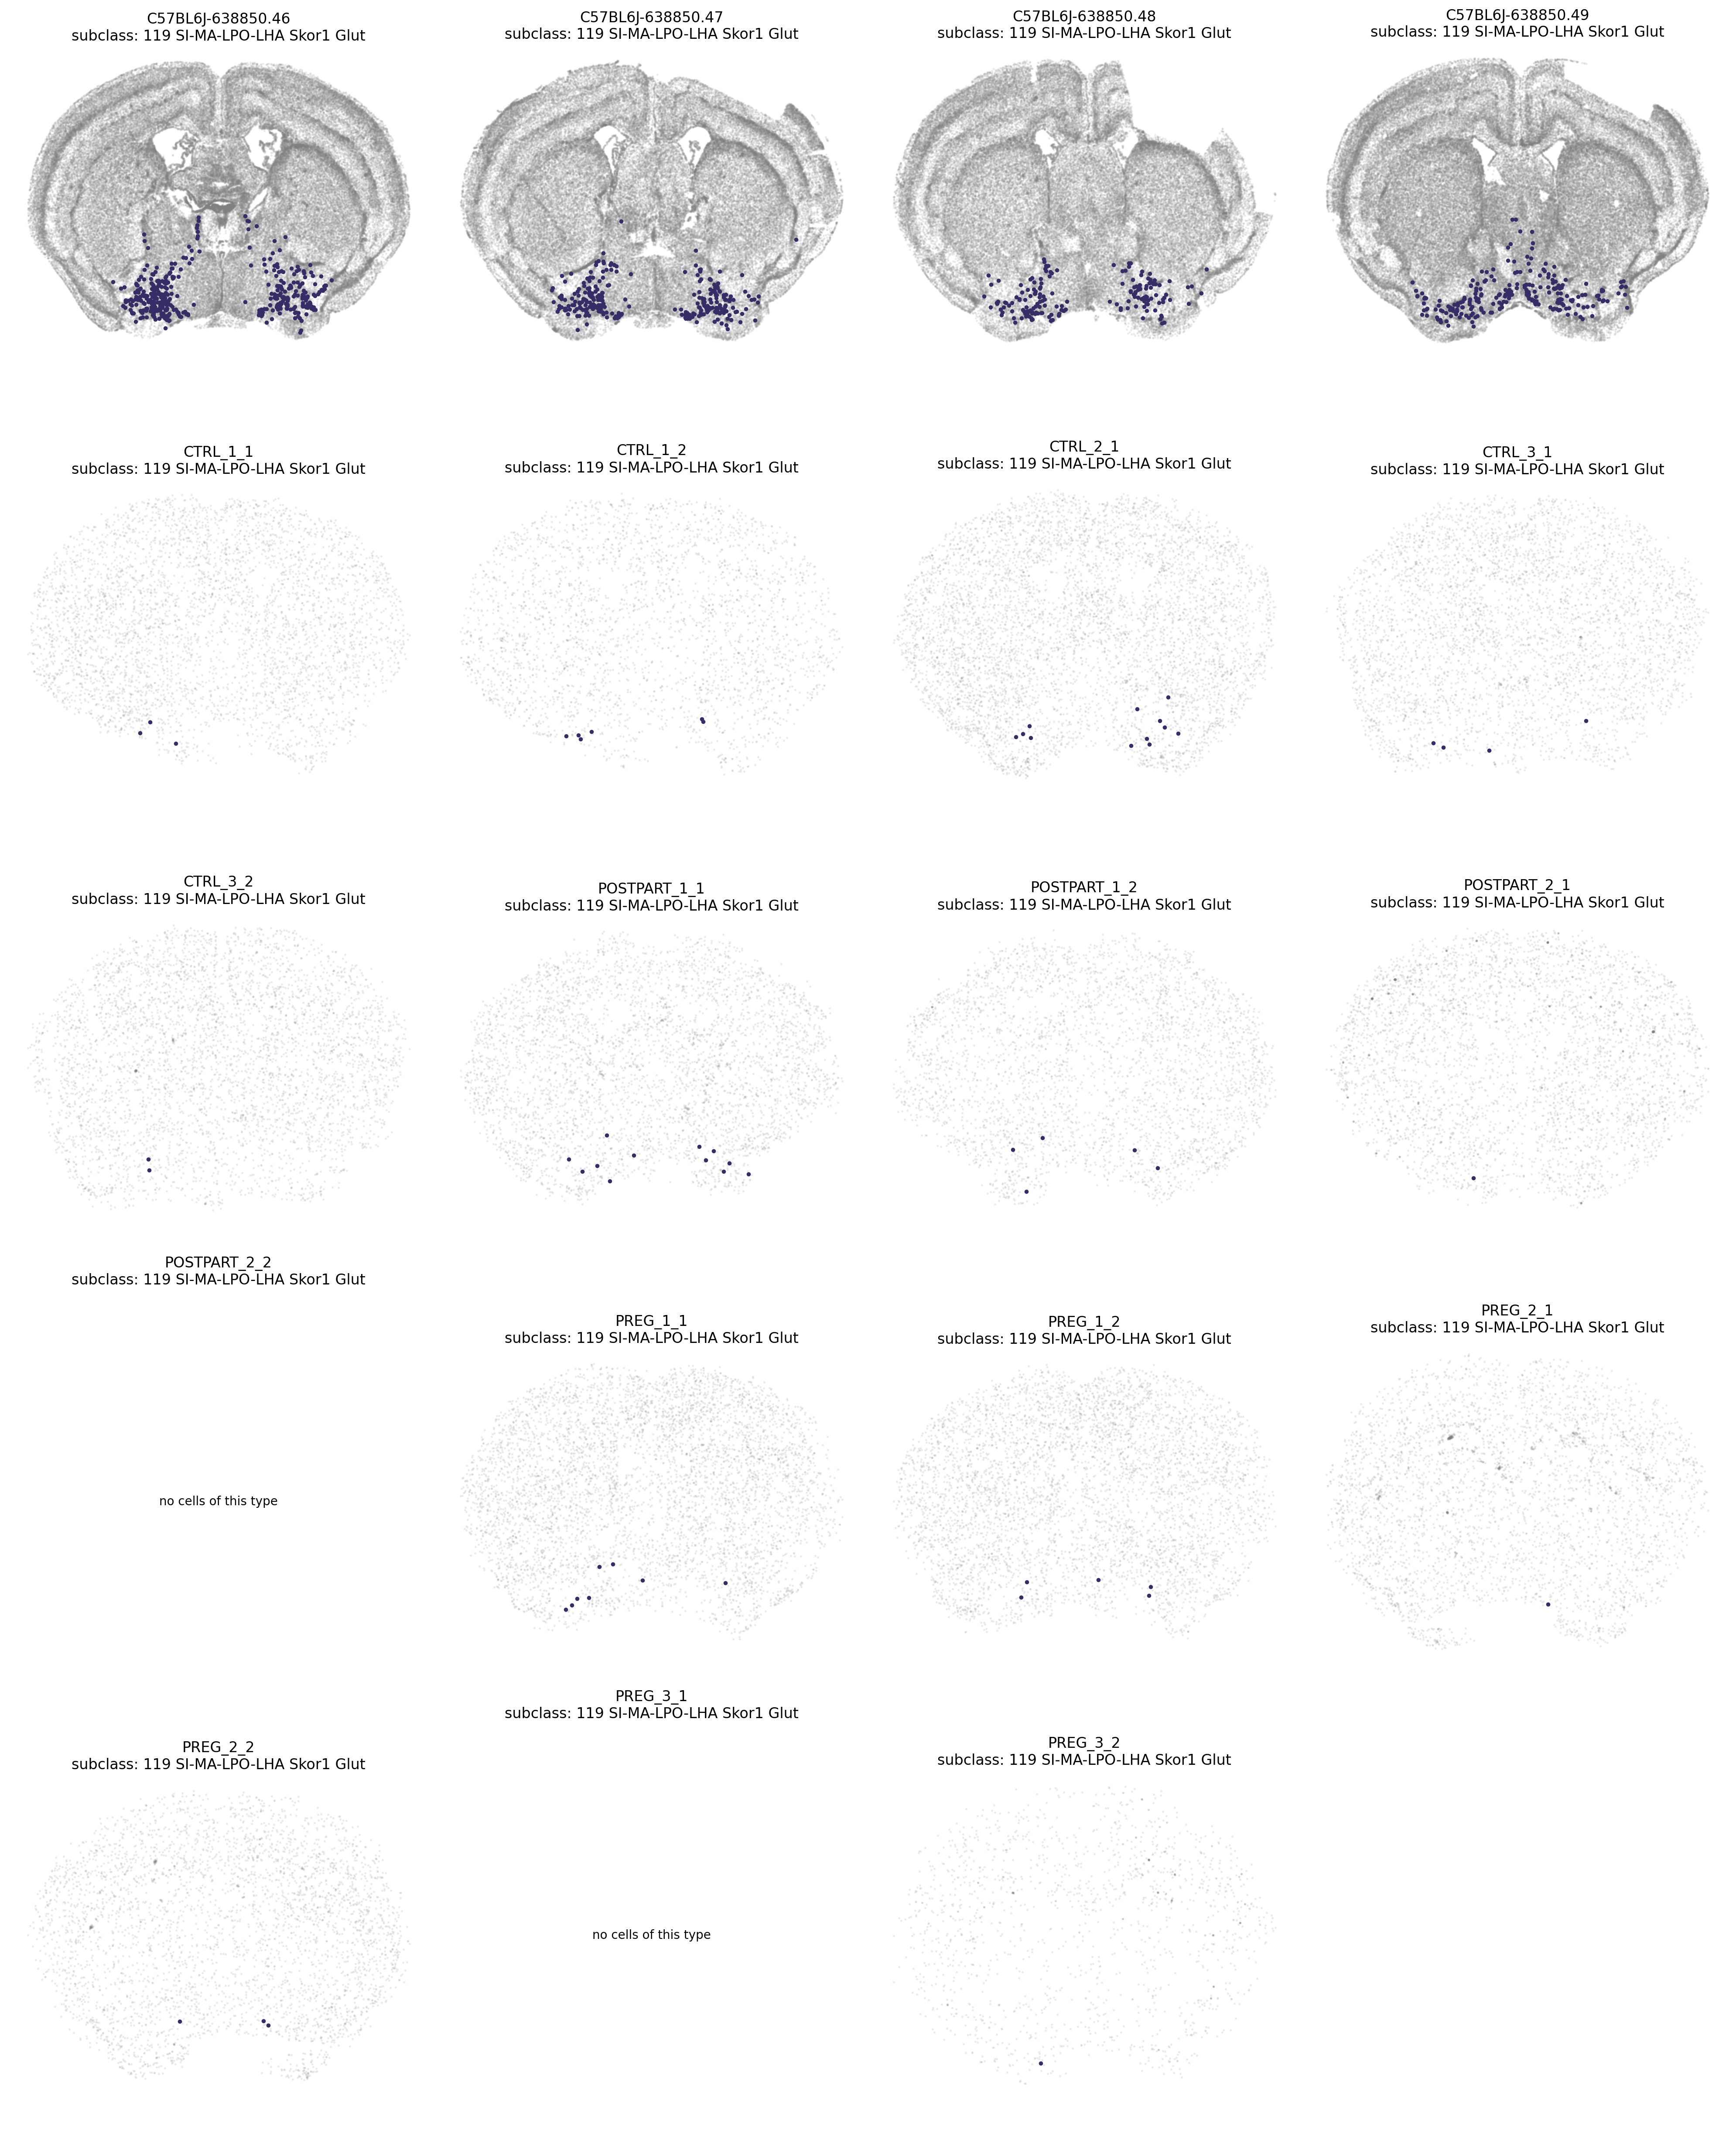 C57BL6J-638850.46
subclass: 119 SI-MA-LPO-LHA Skor1 Glut
C57BL6J-638850.47
subclass: 119 SI-MA-LPO-LHA Skor1 Glut
C57BL6J-638850.48
subclass: 119 SI-MA-LPO-LHA Skor1 Glut
C57BL6J-638850.49
subclass: 119 SI-MA-LPO-LHA Skor1 Glut
CTRL_1_1
subclass: 119 SI-MA-LPO-LHA Skor1 Glut
CTRL_1_2
subclass: 119 SI-MA-LPO-LHA Skor1 Glut
CTRL_2_1
subclass: 119 SI-MA-LPO-LHA Skor1 Glut
CTRL_3_1
subclass: 119 SI-MA-LPO-LHA Skor1 Glut
CTRL_3_2
subclass: 119 SI-MA-LPO-LHA Skor1 Glut
POSTPART_1_1
subclass: 119 SI-MA-LPO-LHA Skor1 Glut
POSTPART_1_2
subclass: 119 SI-MA-LPO-LHA Skor1 Glut
POSTPART_2_1
subclass: 119 SI-MA-LPO-LHA Skor1 Glut
POSTPART_2_2
subclass: 119 SI-MA-LPO-LHA Skor1 Glut
no cells of this type
PREG_1_1
subclass: 119 SI-MA-LPO-LHA Skor1 Glut
PREG_1_2
subclass: 119 SI-MA-LPO-LHA Skor1 Glut
PREG_2_1
subclass: 119 SI-MA-LPO-LHA Skor1 Glut
PREG_2_2
subclass: 119 SI-MA-LPO-LHA Skor1 Glut
PREG_3_1
subclass: 119 SI-MA-LPO-LHA Skor1 Glut
no cells of this type
PREG_3_2
subclass: 119 SI-MA-LPO-LHA Skor1 Glut